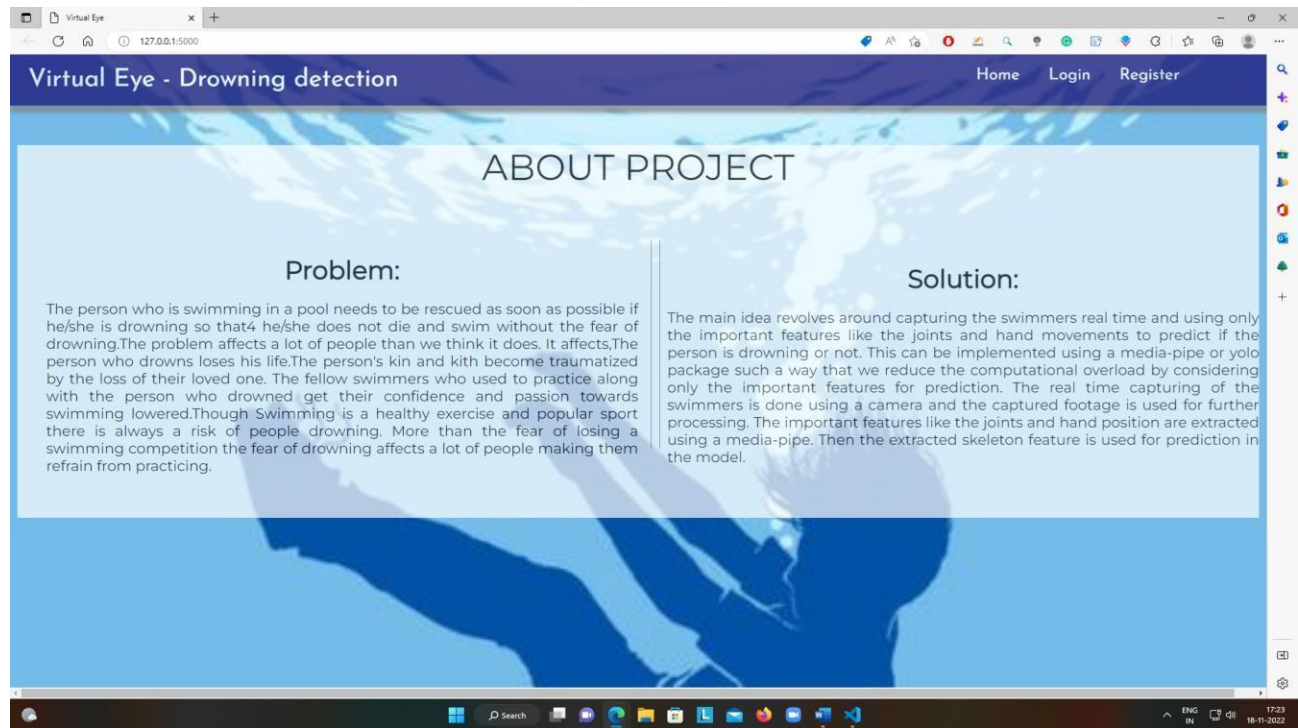 Virtual Eye
127.0.0.1:5000
Virtual Eye - Drowning detection
Home Login Register
ABOUT PROJECT
Problem:
The person who is swimming in a pool needs to be rescued as soon as possible if
he/she is drowning so that4 he/she does not die and swim without the fear of
drowning.The problem affects a lot of people than we think it does. It affects,The
person who drowns loses his life.The person's kin and kith become traumatized
by the loss of their loved one. The fellow swimmers who used to practice along
with the person who drowned get their confidence and passion towards
swimming lowered.Though Swimming is a healthy exercise and popular sport
there is always a risk of people drowning. More than the fear of losing a
swimming competition the fear of drowning affects a lot of people making them
refrain from practicing.
Solution:
The main idea revolves around capturing the swimmers real time and using only
the important features like the joints and hand movements to predict if the
person is drowning or not. This can be implemented using a media-pipe or yolo
package such a way that we reduce the computational overload by considering
only the important features for prediction. The real time capturing of the
swimmers is done using a camera and the captured footage is used for further
processing. The important features like the joints and hand position are extracted
using a media-pipe. Then the extracted skeleton feature is used for prediction in
the model.
Search
ENG
IN
17:23
18-11-2022